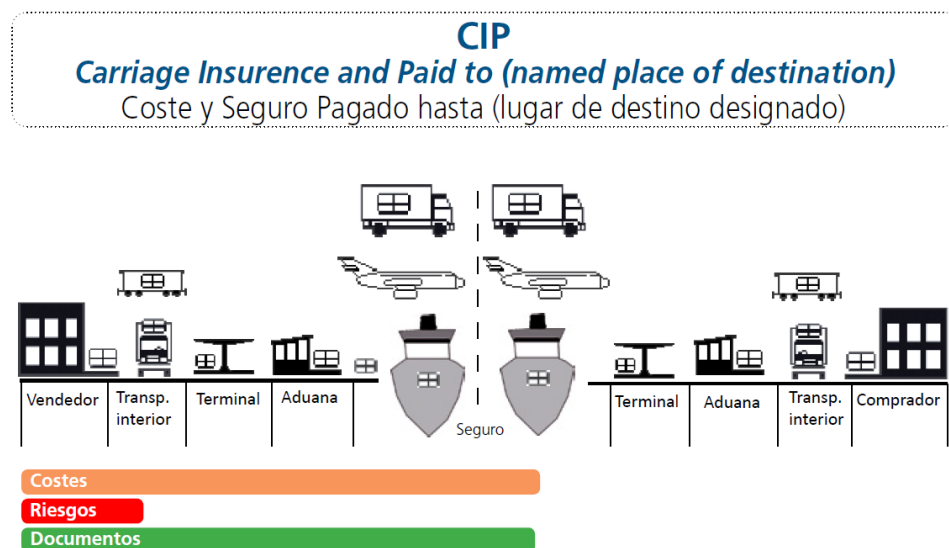 CIP
Carriage Insurence and Paid to (named place of destination)
Coste y Seguro Pagado hasta (lugar de destino designado)
Vendedor
Transp.
interior
Terminal
Aduana
Seguro
Terminal
Aduana
Transp.
interior
Comprador
Costes
Riesgos
Documentos